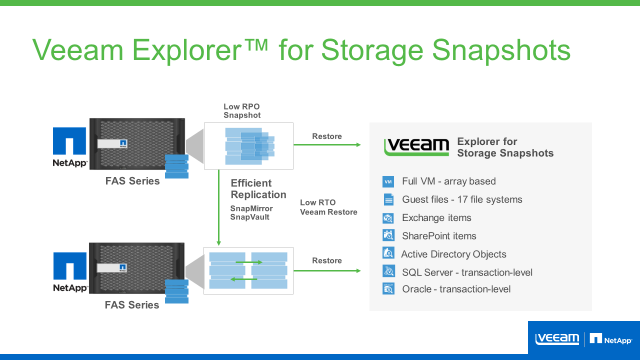 Veeam Explorer™ for Storage Snapshots
Low RPO
Snapshot
NetApp
FAS Series
Restore
Efficient
Replication
SnapMirror
SnapVault
Low RTO
Veeam Restore
NetApp
FAS Series
Restore
veeam
Explorer for
Storage Snapshots
VM
Full VM - array based
Guest files - 17 file systems
Exchange items
SharePoint items
Active Directory Objects
SQL Server - transaction-level
Oracle - transaction-level
veeam
NetApp